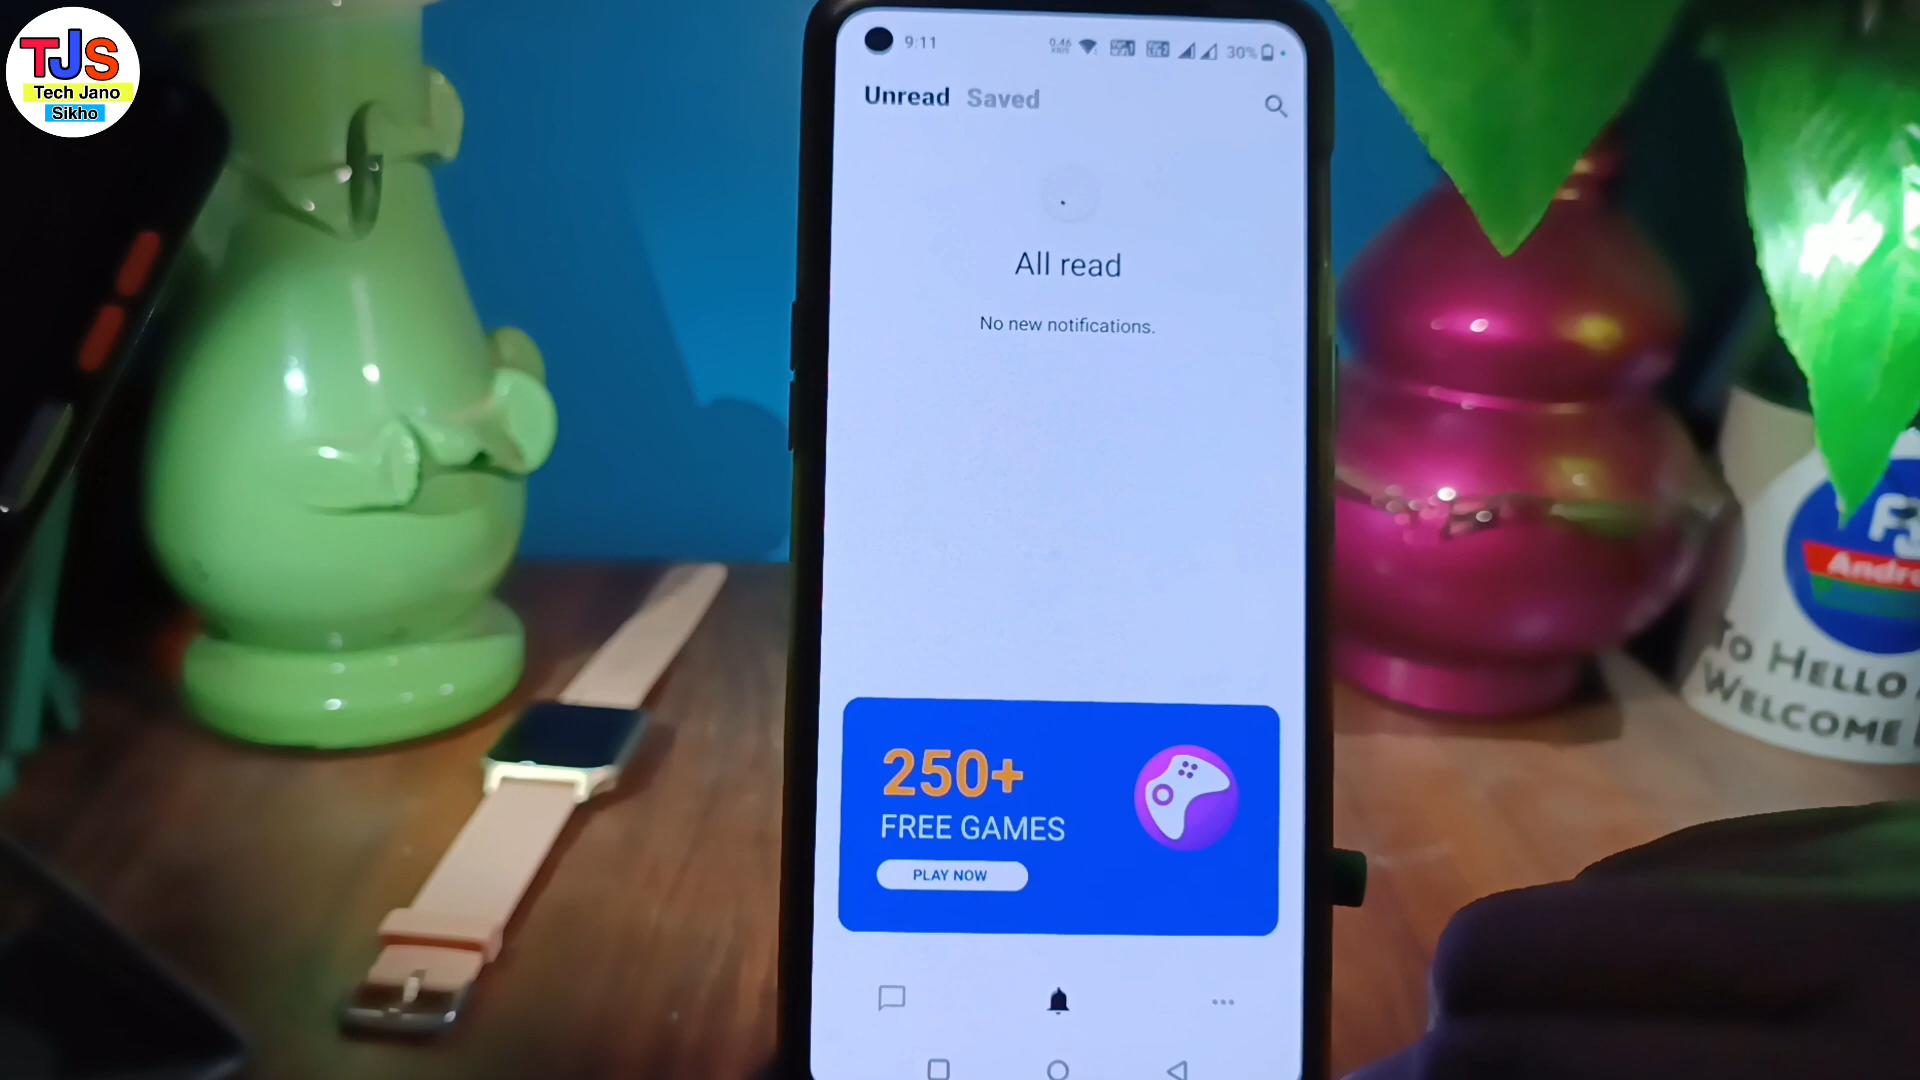 TJS
Tech Jano
Sikho
9:11
30%
Unread Saved
All read
No new notifications.
250+
FREE GAMES
PLAY NOW
TO HELLO
WELCOME